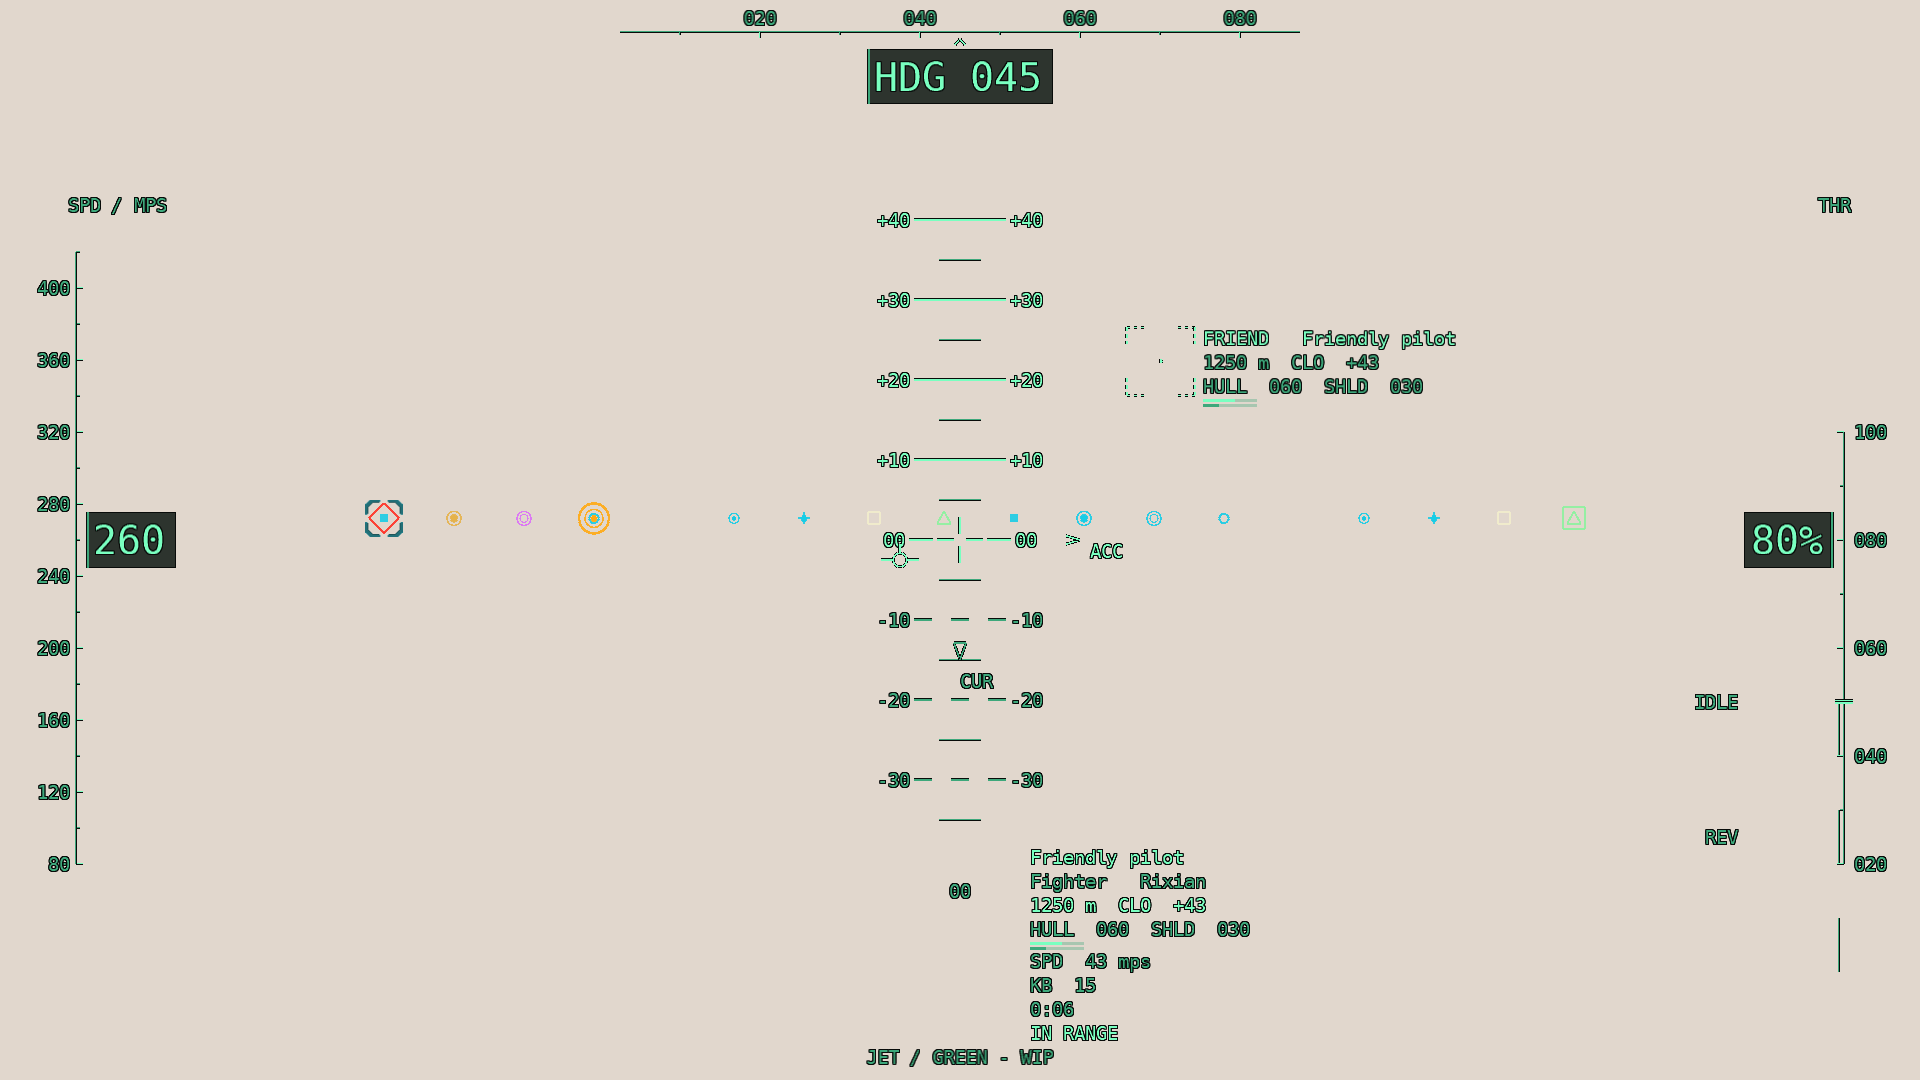 020 040 060 080
HDG 045
SPD / MPS
THR
400
360
320
280
260
240
200
160
120
80
+40 +40
+30 +30
+20 +20
+10 +10
00 00
ACC
-10 -10
CUR
-20 -20
-30 -30
00
FRIEND Friendly pilot
1250 m CLO +43
HULL 060 SHLD 030
100
80%
080
060
IDLE
040
REV
020
Friendly pilot
Fighter Rixian
1250 m CLO +43
HULL 060 SHLD 030
SPD 43 mps
KB 15
0:06
IN RANGE
JET / GREEN - WIP